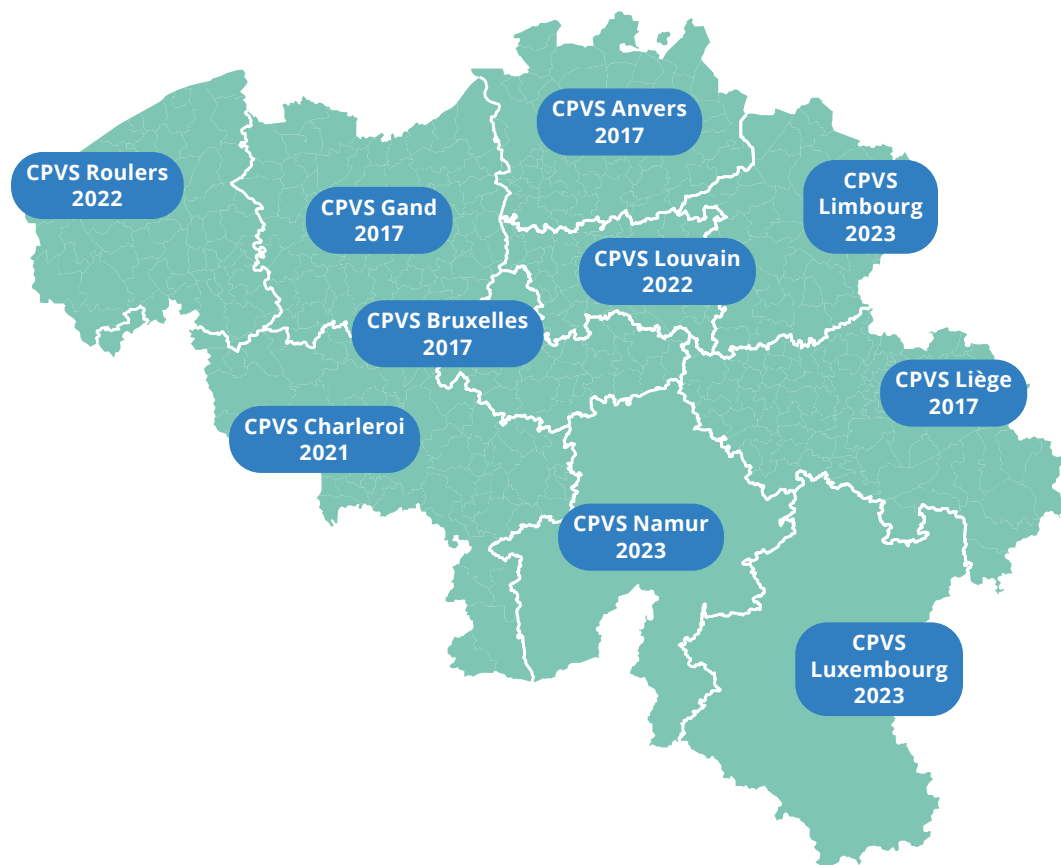 CPVS Anvers
2017
CPVS Roulers
2022
CPVS
Limbourg
2023
CPVS Gand
2017
CPVS Louvain
2022
CPVS Bruxelles
2017
CPVS Liège
2017
CPVS Charleroi
2021
CPVS Namur
2023
CPVS
Luxembourg
2023